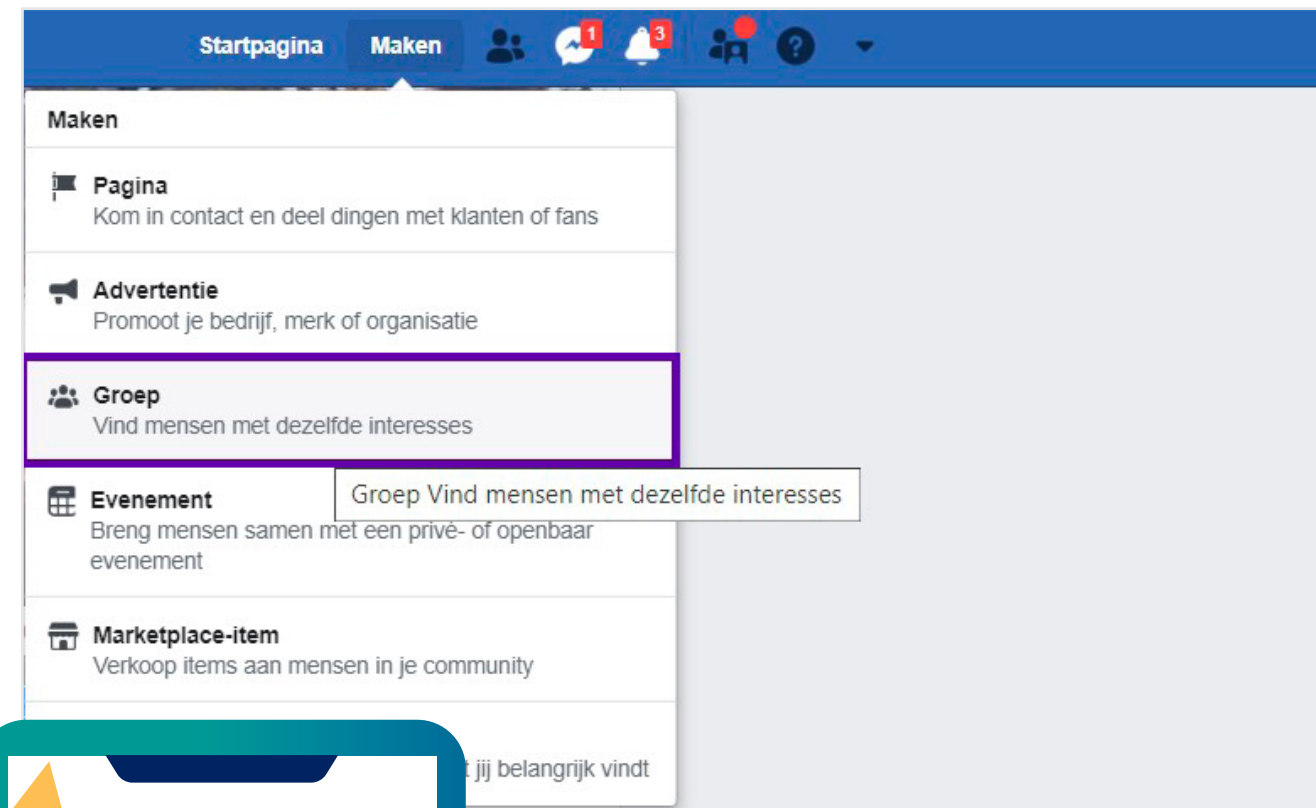 Startpagina Maken 1 3
Maken
Pagina
Kom in contact en deel dingen met klanten of fans
Advertentie
Promoot je bedrijf, merk of organisatie
Groep
Vind mensen met dezelfde interesses
Groep Vind mensen met dezelfde interesses
Evenement
Breng mensen samen met een privé- of openbaar
evenement
Marketplace-item
Verkoop items aan mensen in je community
jij belangrijk vindt